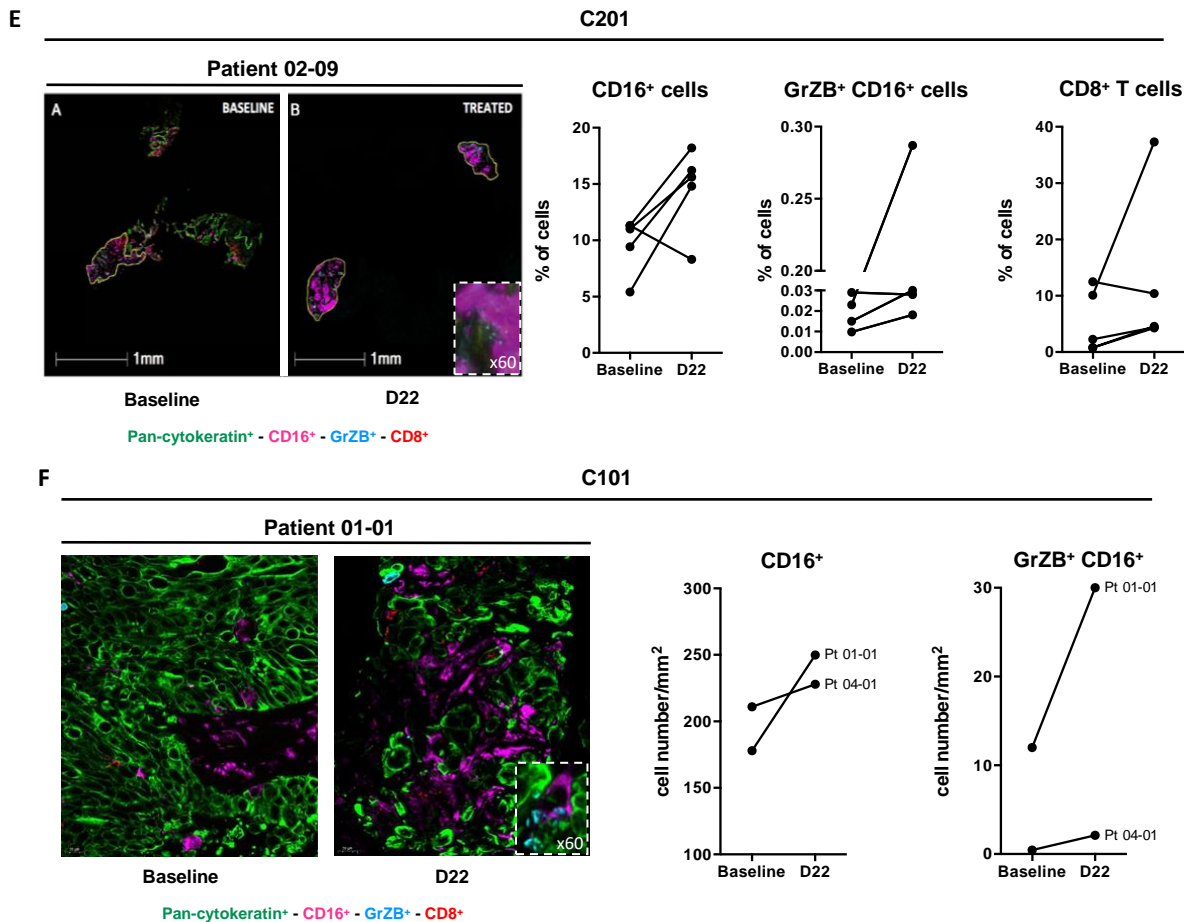 E
C201
Patient 02-09
A
BASELINE
B
TREATED
1mm
1mm
x60
Baseline
D22
Pan-cytokeratin⁺ - CD16⁺ - GrZB⁺ - CD8⁺
CD16⁺ cells
% of cells
20
15
10
5
0
Baseline
D22
GrZB⁺ CD16⁺ cells
% of cells
0.30
0.25
0.20
0.03
0.02
0.01
0.00
Baseline
D22
CD8⁺ T cells
% of cells
40
30
20
10
0
Baseline
D22
F
C101
Patient 01-01
x60
Baseline
D22
Pan-cytokeratin⁺ - CD16⁺ - GrZB⁺ - CD8⁺
CD16⁺
cell number/mm²
300
250
200
150
100
Pt 01-01
Pt 04-01
Baseline
D22
GrZB⁺ CD16⁺
cell number/mm²
30
20
10
0
Pt 01-01
Pt 04-01
Baseline
D22